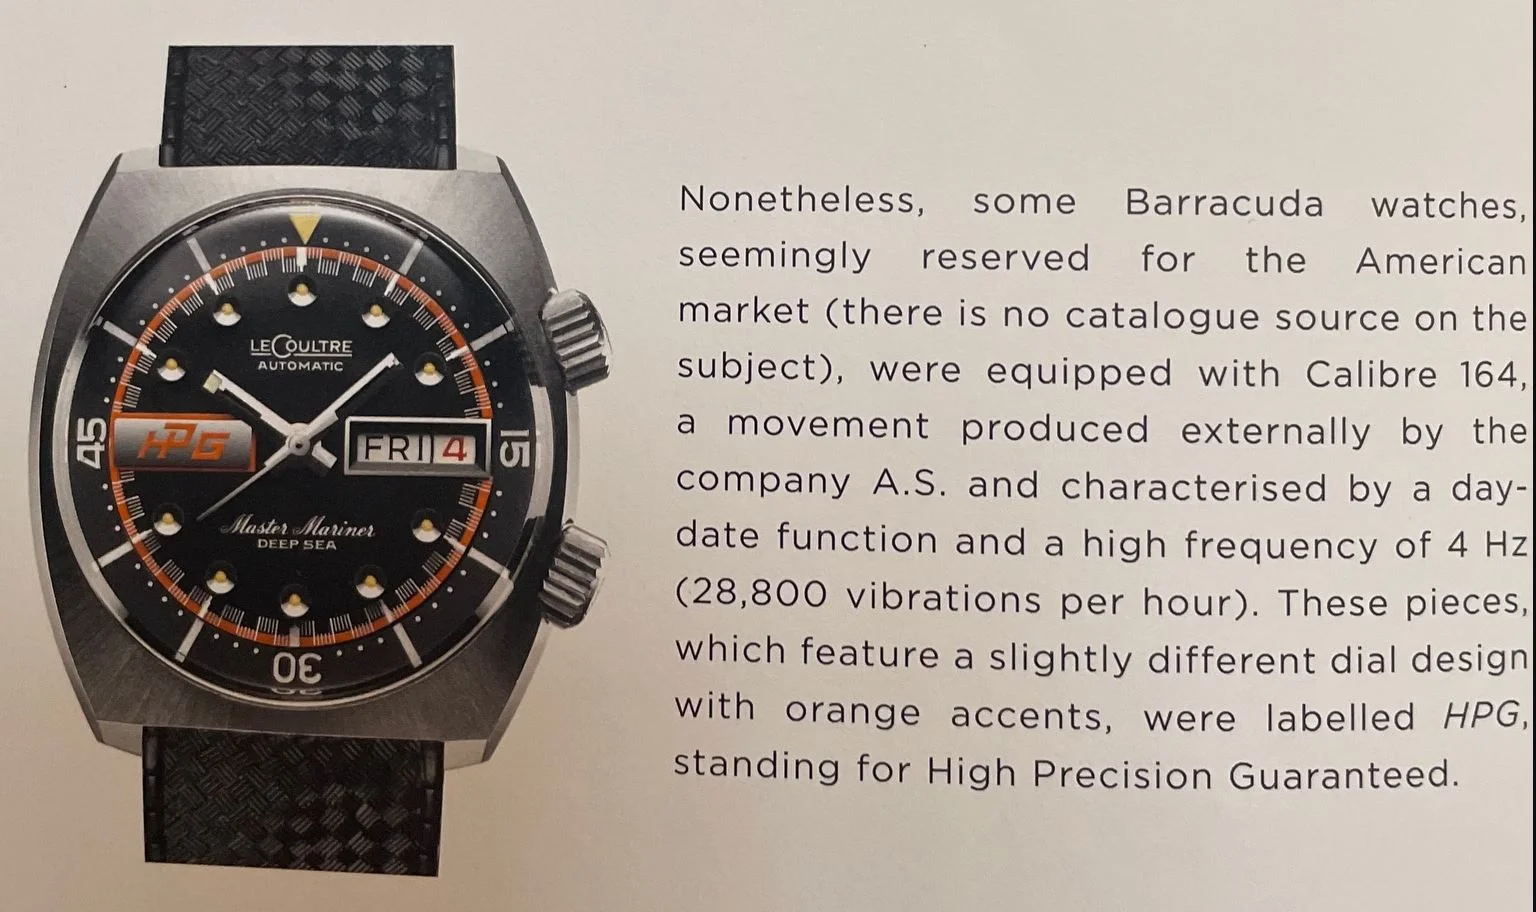 LECOULTRE
AUTOMATIC
45
HPG
FRI 4
15
Master Mariner
DEEP SEA
30
Nonetheless, some Barracuda watches,
seemingly reserved for the American
market (there is no catalogue source on the
subject), were equipped with Calibre 164,
a movement produced externally by the
company A.S. and characterised by a day-
date function and a high frequency of 4 Hz
(28,800 vibrations per hour). These pieces,
which feature a slightly different dial design
with orange accents, were labelled HPG,
standing for High Precision Guaranteed.